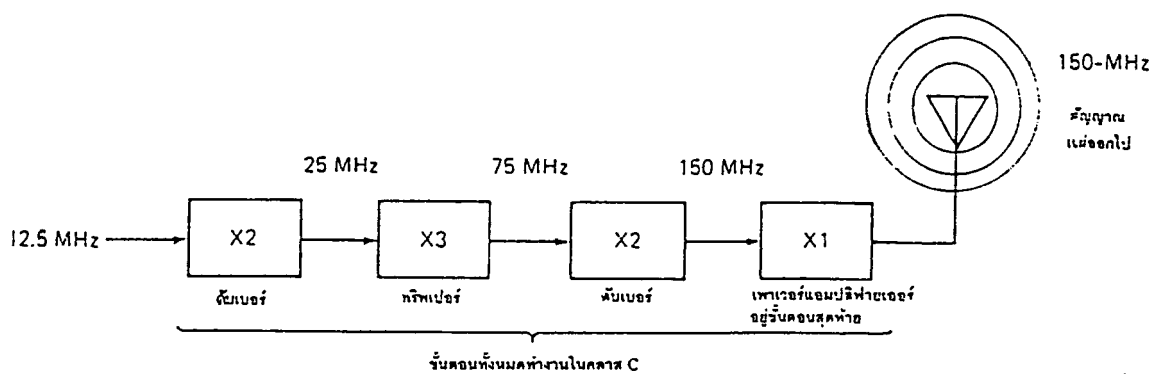 150-MHz
สัญญาณ
แผ่ออกไป
25 MHz
75 MHz
150 MHz
12.5 MHz
X2
X3
X2
X1
ดับเบอร์
ทริพเปอร์
ดับเบอร์
เพาเวอร์แอมปลิฟายเออร์
อยู่ขั้นตอนสุดท้าย
ขั้นตอนทั้งหมดทำงานในคลาส C